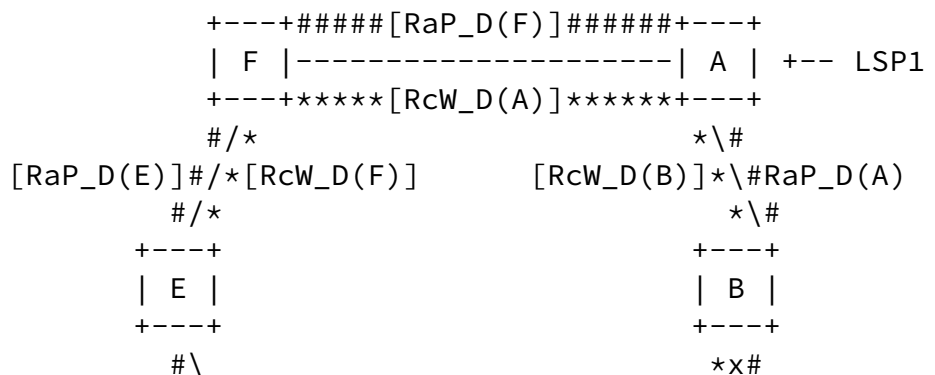 +---+#####[RaP_D(F)]######+---+
| F |---------------------| A | +-- LSP1
+---+*****[RcW_D(A)]******+---+
#/* *\#
[RaP_D(E)]#/*[RcW_D(F)] [RcW_D(B)]*\#RaP_D(A)
#/* *\#
+---+ +---+
| E | | B |
+---+ +---+
#\ *x#